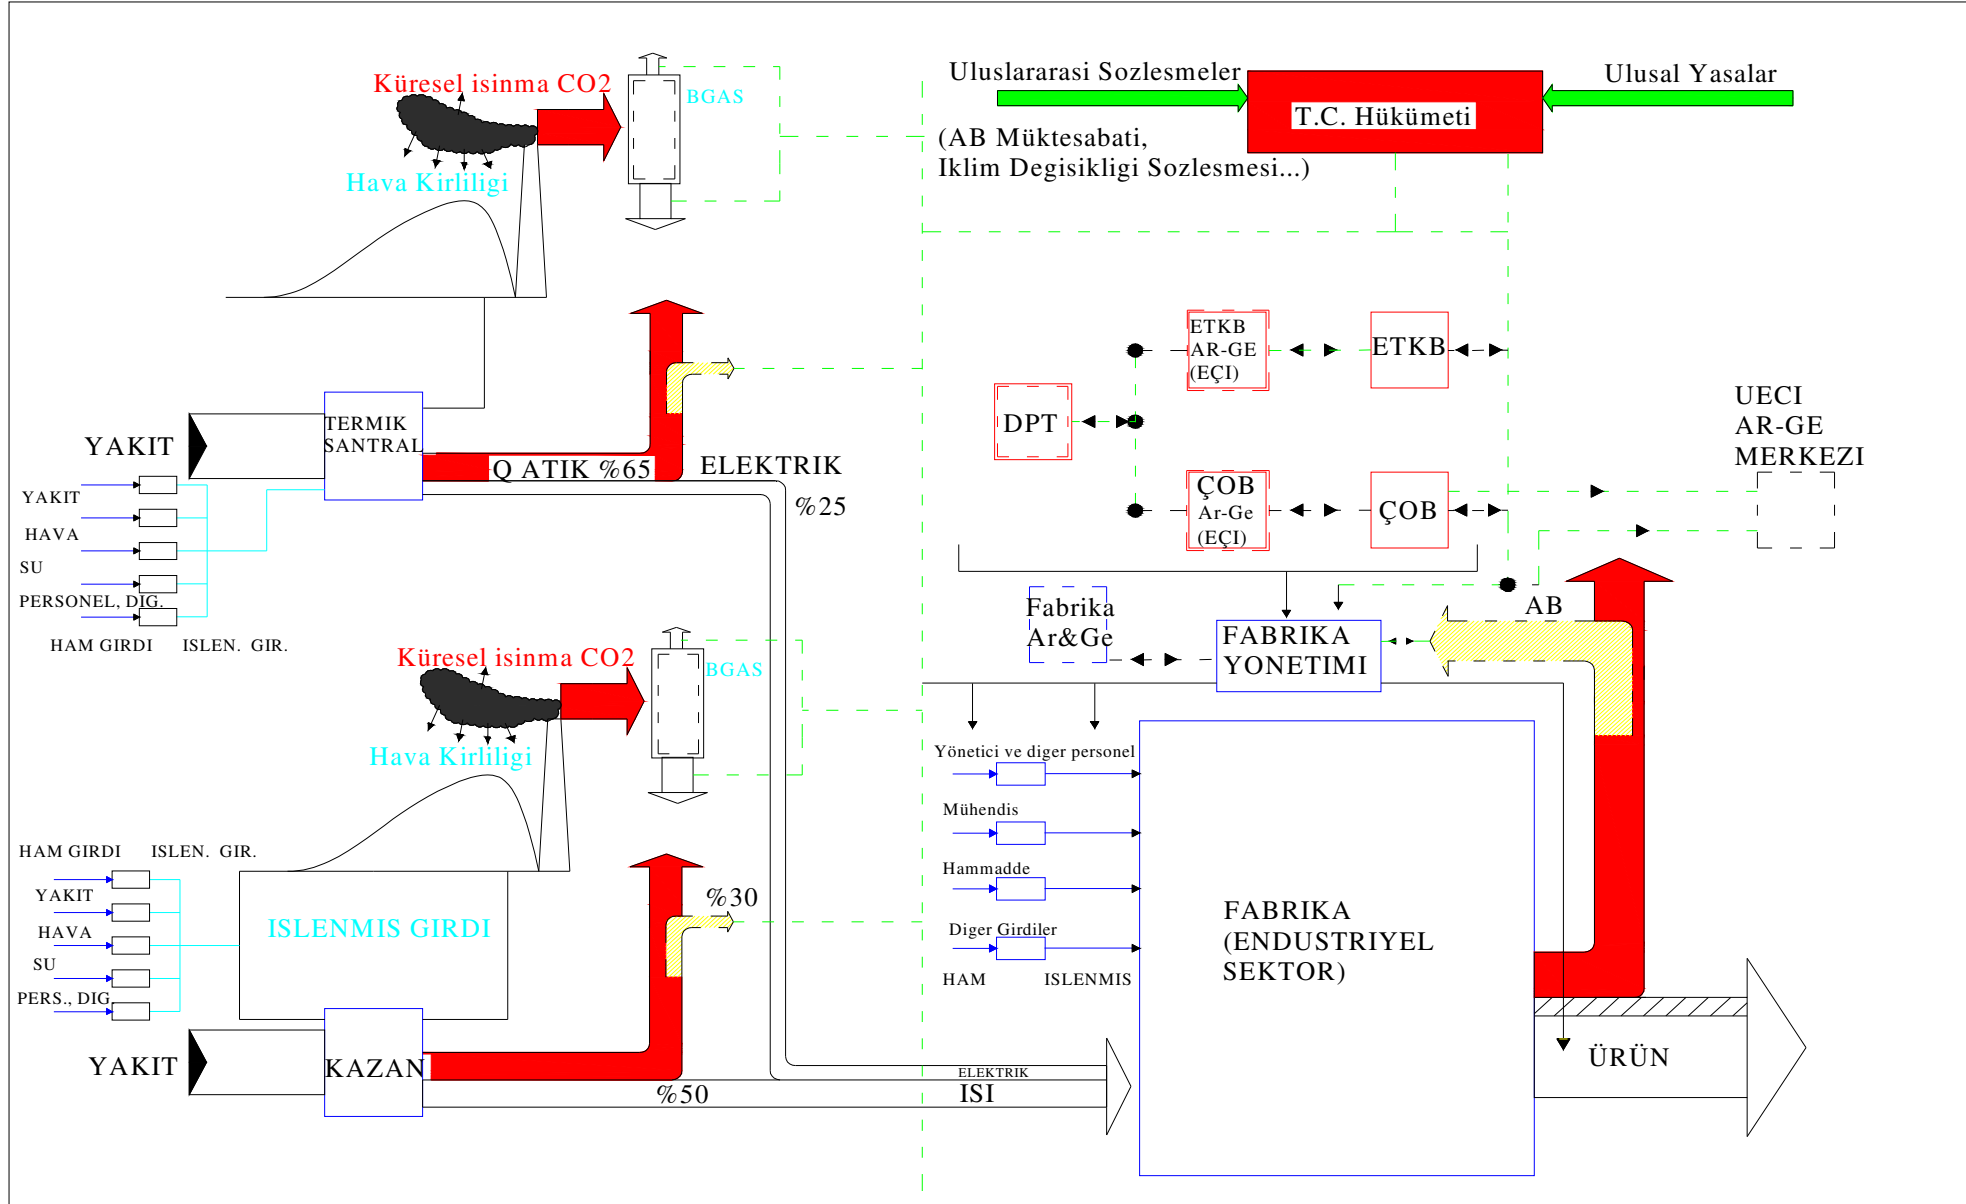 Küresel isinma CO2
BGAS
Hava Kirliligi
Uluslararasi Sozlesmeler
T.C. Hükümeti
Ulusal Yasalar
(AB Müktesabati,
Iklim Degisikligi Sozlesmesi...)
ETKB
AR-GE
(EÇI)
ETKB
DPT
ÇOB
Ar-Ge
(EÇI)
ÇOB
UECI
AR-GE
MERKEZI
YAKIT
TERMIK
SANTRAL
Q ATIK %65
ELEKTRIK
%25
YAKIT
HAVA
SU
PERSONEL, DIG.
HAM GIRDI
ISLEN. GIR.
Fabrika
Ar&Ge
FABRIKA
YONETIMI
AB
Küresel isinma CO2
BGAS
Hava Kirliligi
HAM GIRDI
ISLEN. GIR.
YAKIT
HAVA
SU
PERS., DIG.
ISLENMIS GIRDI
%30
YAKIT
KAZAN
%50
ELEKTRIK
ISI
Yönetici ve diger personel
Mühendis
Hammadde
Diger Girdiler
HAM
ISLENMIS
FABRIKA
(ENDUSTRIYEL
SEKTOR)
ÜRÜN